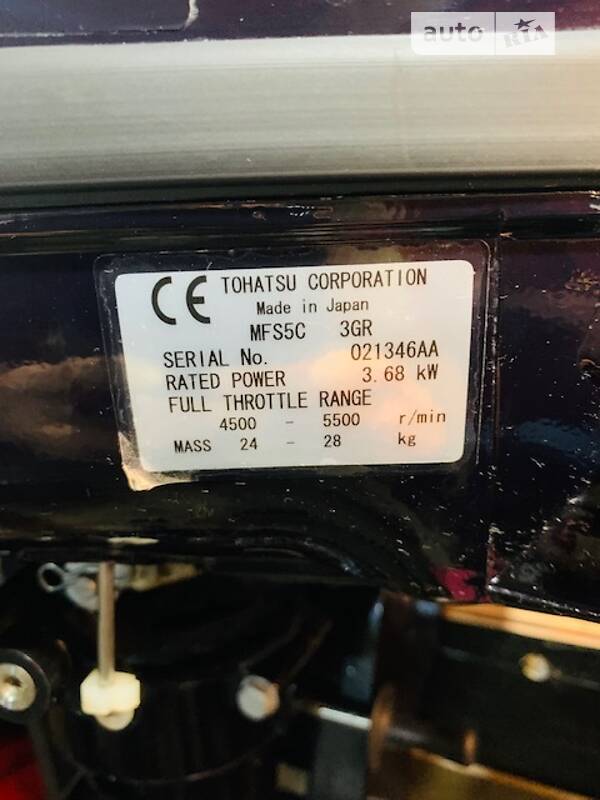 auto RIA
CE TOHATSU CORPORATION
Made in Japan
MFS5C 3GR
SERIAL No. 021346AA
RATED POWER 3.68 kW
FULL THROTTLE RANGE
4500 - 5500 r/min
MASS 24 - 28 kg